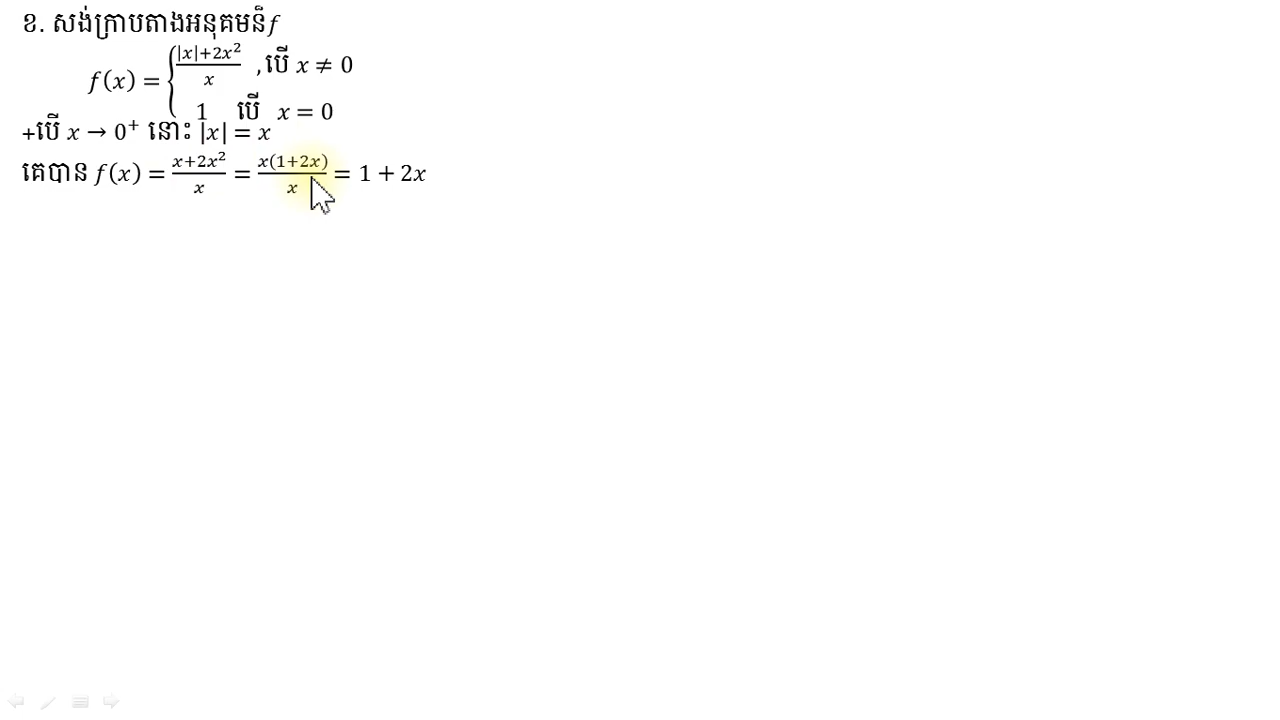 ខ. សង់ក្រាបតាងអនុគមន៏ f
f(x) = { (|x|+2x²)/x , បើ x ≠ 0
1 បើ x = 0
+បើ x → 0⁺ នោះ |x| = x
គេបាន f(x) = (x+2x²)/x = x(1+2x)/x = 1 + 2x